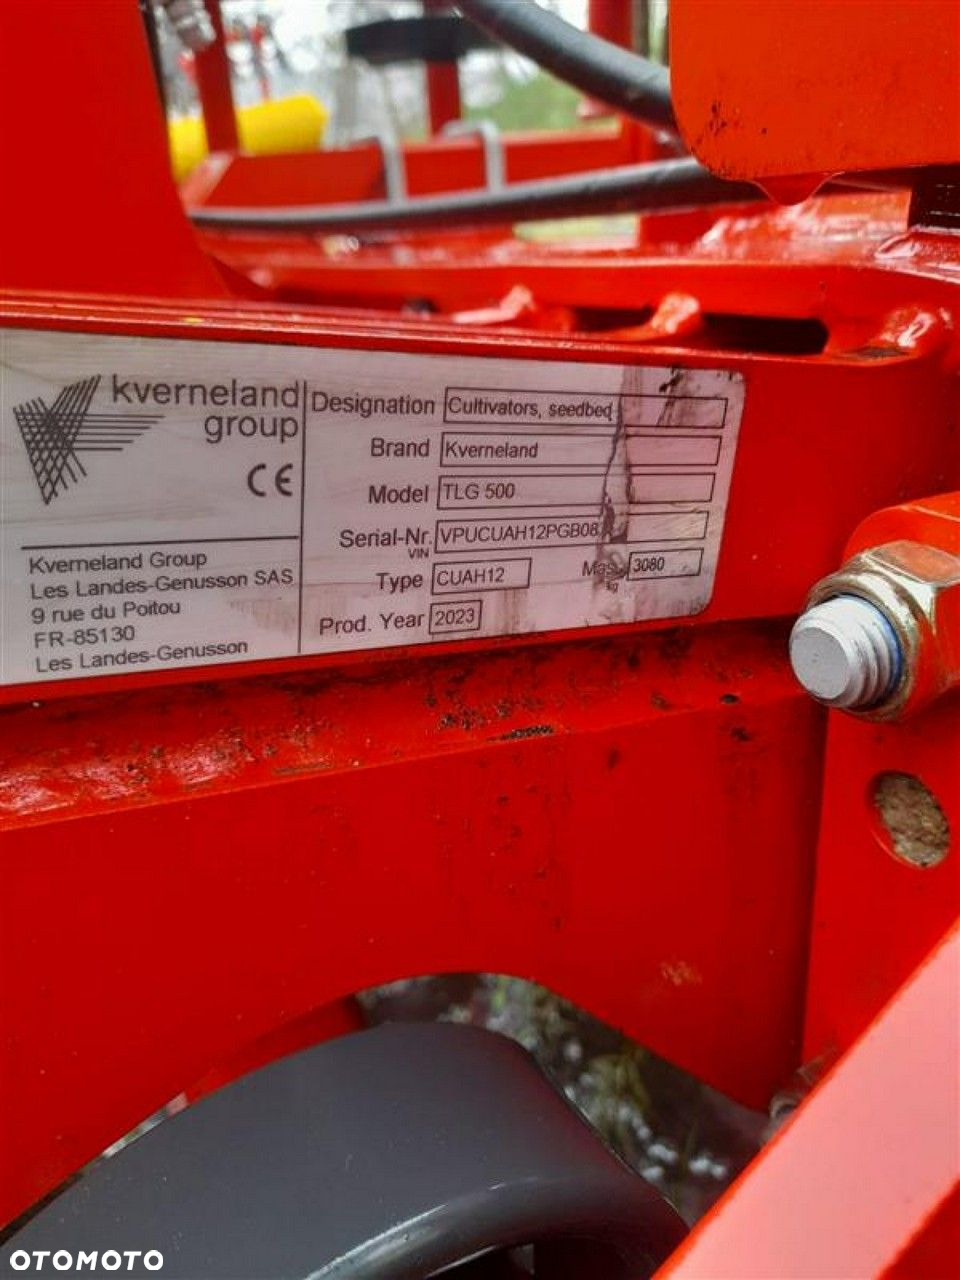 kverneland
group
CE
Kverneland Group
Les Landes-Genusson SAS
9 rue du Poitou
FR-85130
Les Landes-Genusson
Designation Cultivators, seedbed
Brand Kverneland
Model TLG 500
Serial-Nr. VPUCUAH12PGB08
VIN
Type CUAH12 3080
kg
Prod. Year 2023
OTOMOTO